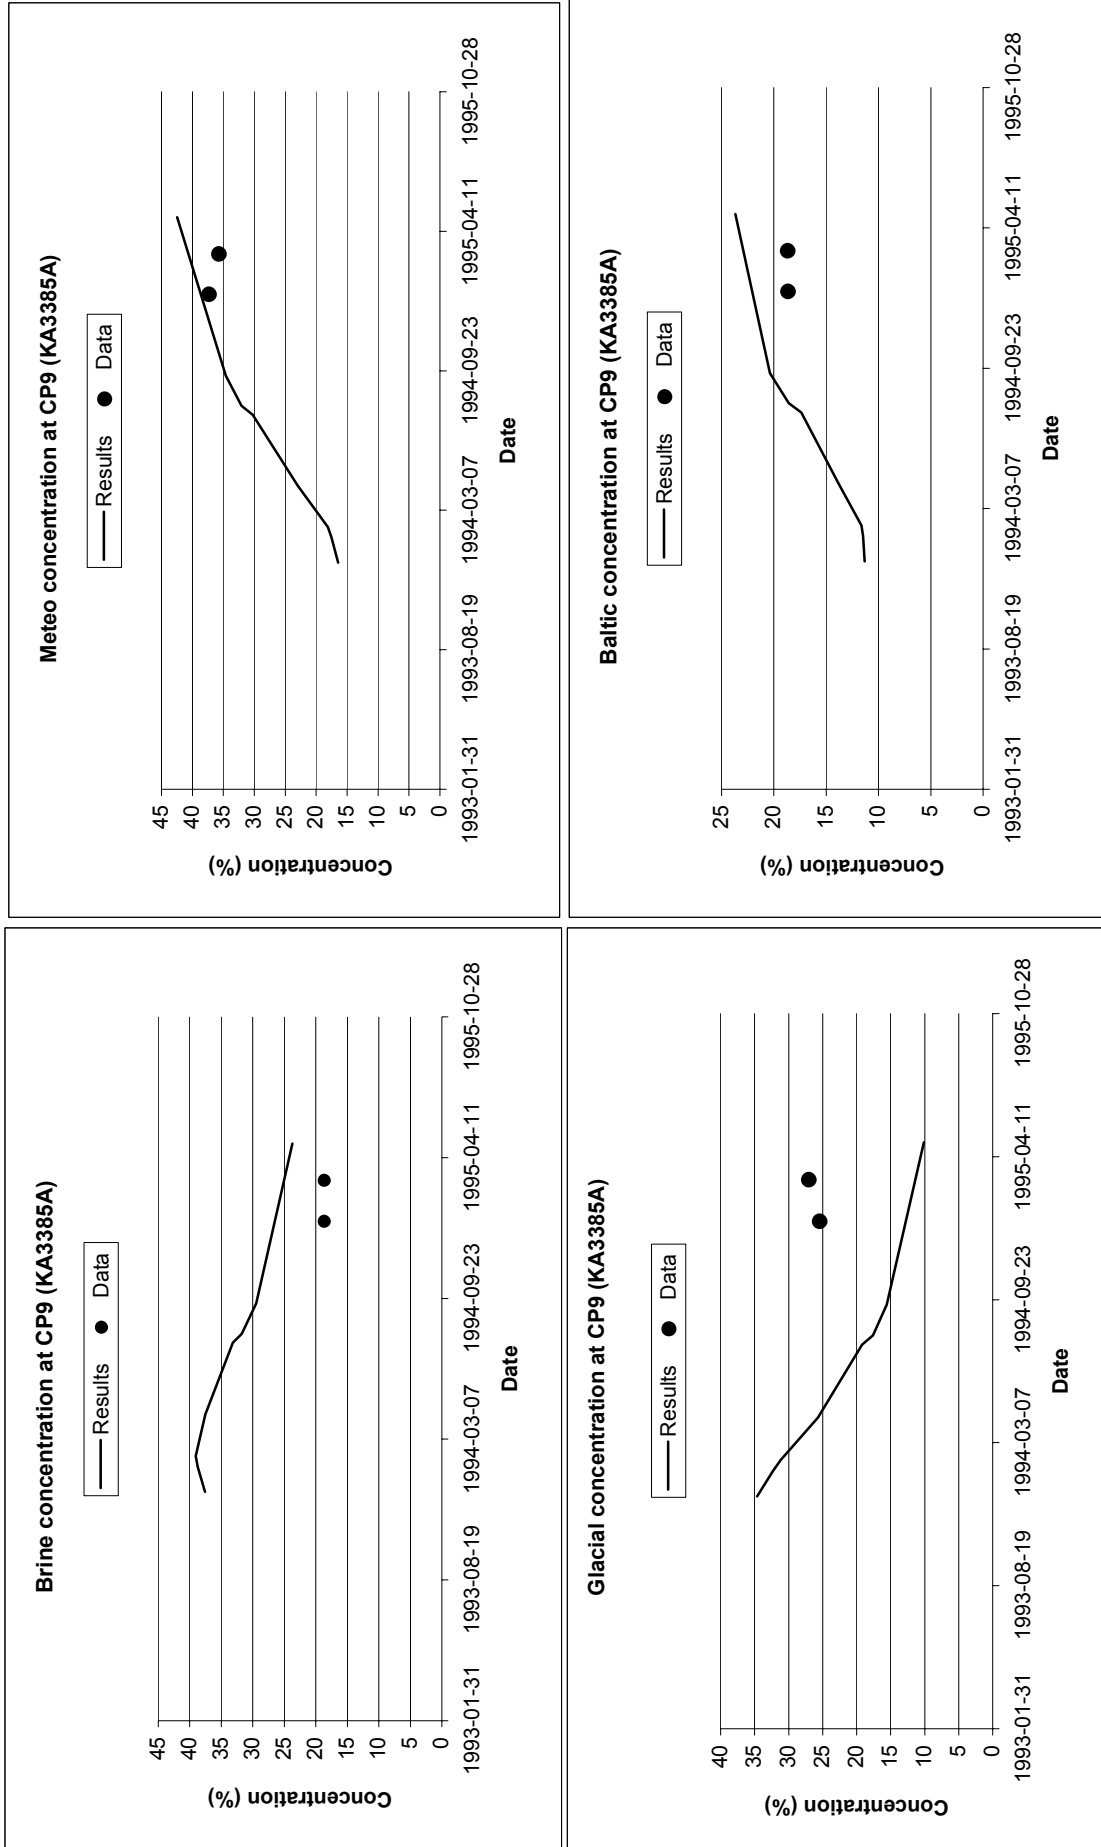 Brine concentration at CP9 (KA3385A)
Results Data
45
40
35
30
25
20
15
10
5
0
Concentration (%)
1993-01-31 1993-08-19 1994-03-07 1994-09-23 1995-04-11 1995-10-28
Date
Meteo concentration at CP9 (KA3385A)
Results Data
45
40
35
30
25
20
15
10
5
0
Concentration (%)
1993-01-31 1993-08-19 1994-03-07 1994-09-23 1995-04-11 1995-10-28
Date
Glacial concentration at CP9 (KA3385A)
Results Data
40
35
30
25
20
15
10
5
0
Concentration (%)
1993-01-31 1993-08-19 1994-03-07 1994-09-23 1995-04-11 1995-10-28
Date
Baltic concentration at CP9 (KA3385A)
Results Data
25
20
15
10
5
0
Concentration (%)
1993-01-31 1993-08-19 1994-03-07 1994-09-23 1995-04-11 1995-10-28
Date